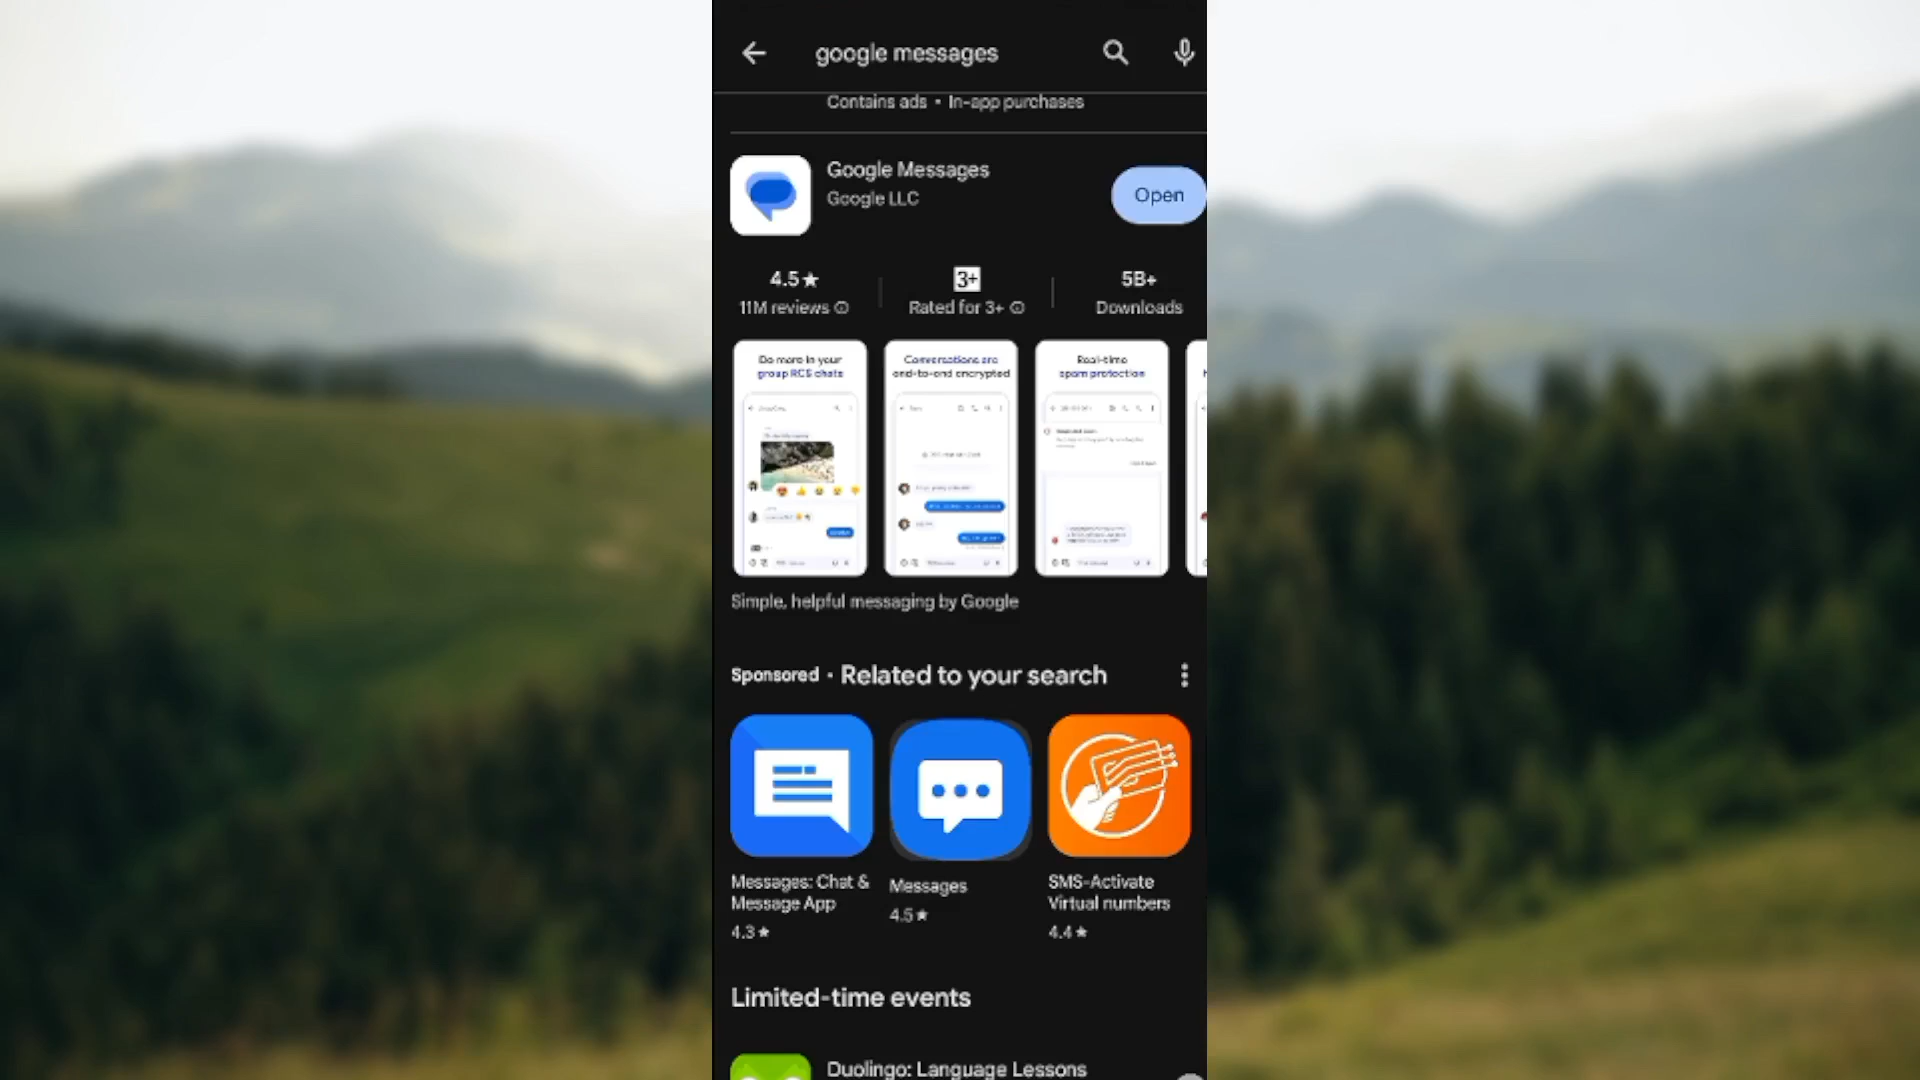 google messages
Contains ads • In-app purchases
Google Messages
Google LLC
Open
4.5★
11M reviews
3+
Rated for 3+
5B+
Downloads
Do more in your
group RCS chats
Conversations are
end-to-end encrypted
Real-time
spam protection
Simple, helpful messaging by Google
Sponsored · Related to your search
Messages: Chat &
Message App
4.3★
Messages
4.5★
SMS-Activate
Virtual numbers
4.4★
Limited-time events
Duolingo: Language Lessons